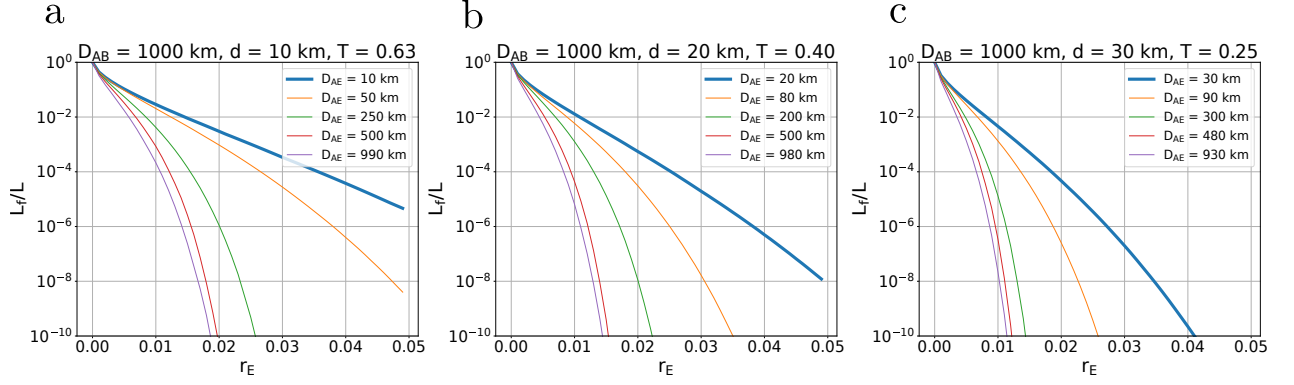 a
D_AB = 1000 km, d = 10 km, T = 0.63
10^0
10^−2
10^−4
10^−6
10^−8
10^−10
L_f/L
D_AE = 10 km
D_AE = 50 km
D_AE = 250 km
D_AE = 500 km
D_AE = 990 km
0.00 0.01 0.02 0.03 0.04 0.05
r_E
b
D_AB = 1000 km, d = 20 km, T = 0.40
10^0
10^−2
10^−4
10^−6
10^−8
10^−10
L_f/L
D_AE = 20 km
D_AE = 80 km
D_AE = 200 km
D_AE = 500 km
D_AE = 980 km
0.00 0.01 0.02 0.03 0.04 0.05
r_E
c
D_AB = 1000 km, d = 30 km, T = 0.25
10^0
10^−2
10^−4
10^−6
10^−8
10^−10
L_f/L
D_AE = 30 km
D_AE = 90 km
D_AE = 300 km
D_AE = 480 km
D_AE = 930 km
0.00 0.01 0.02 0.03 0.04 0.05
r_E